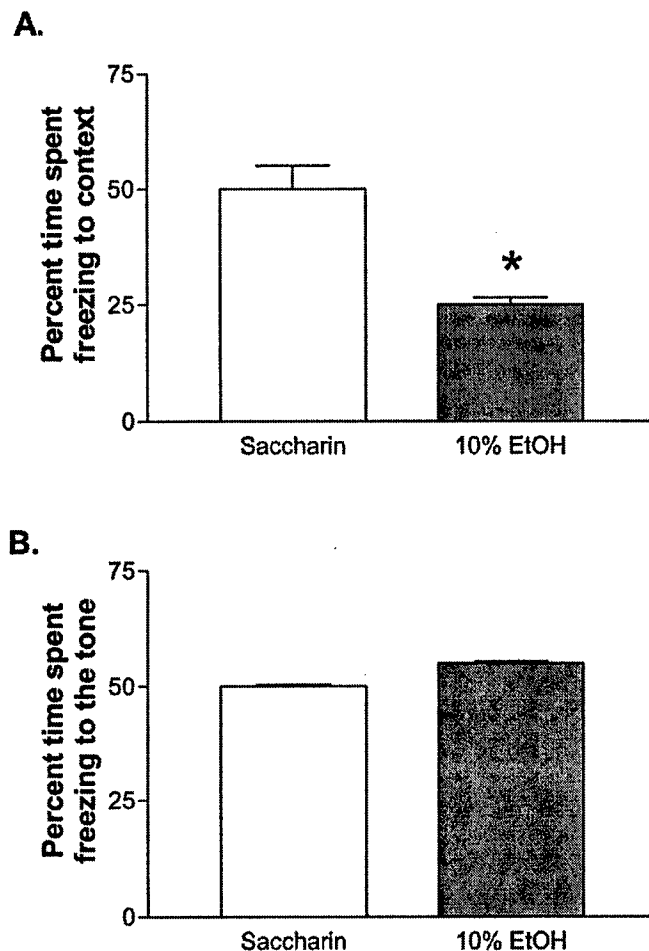 A.
Percent time spent
freezing to context
75
50
25
0
*
Saccharin 10% EtOH
B.
Percent time spent
freezing to the tone
75
50
25
0
Saccharin 10% EtOH